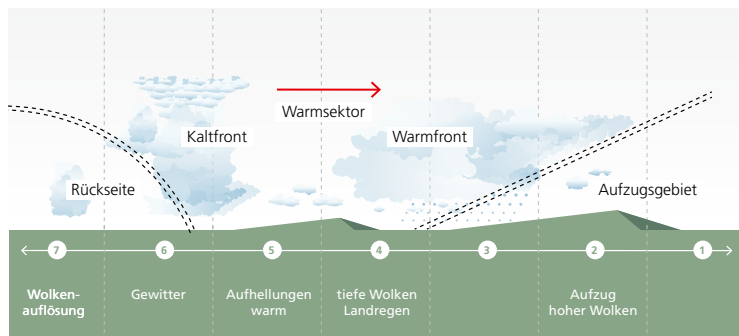 Warmsektor
Kaltfront
Warmfront
Rückseite
Aufzugsgebiet
7
6
5
4
3
2
1
Wolken-
auflösung
Gewitter
Aufhellungen
warm
tiefe Wolken
Landregen
Aufzug
hoher Wolken